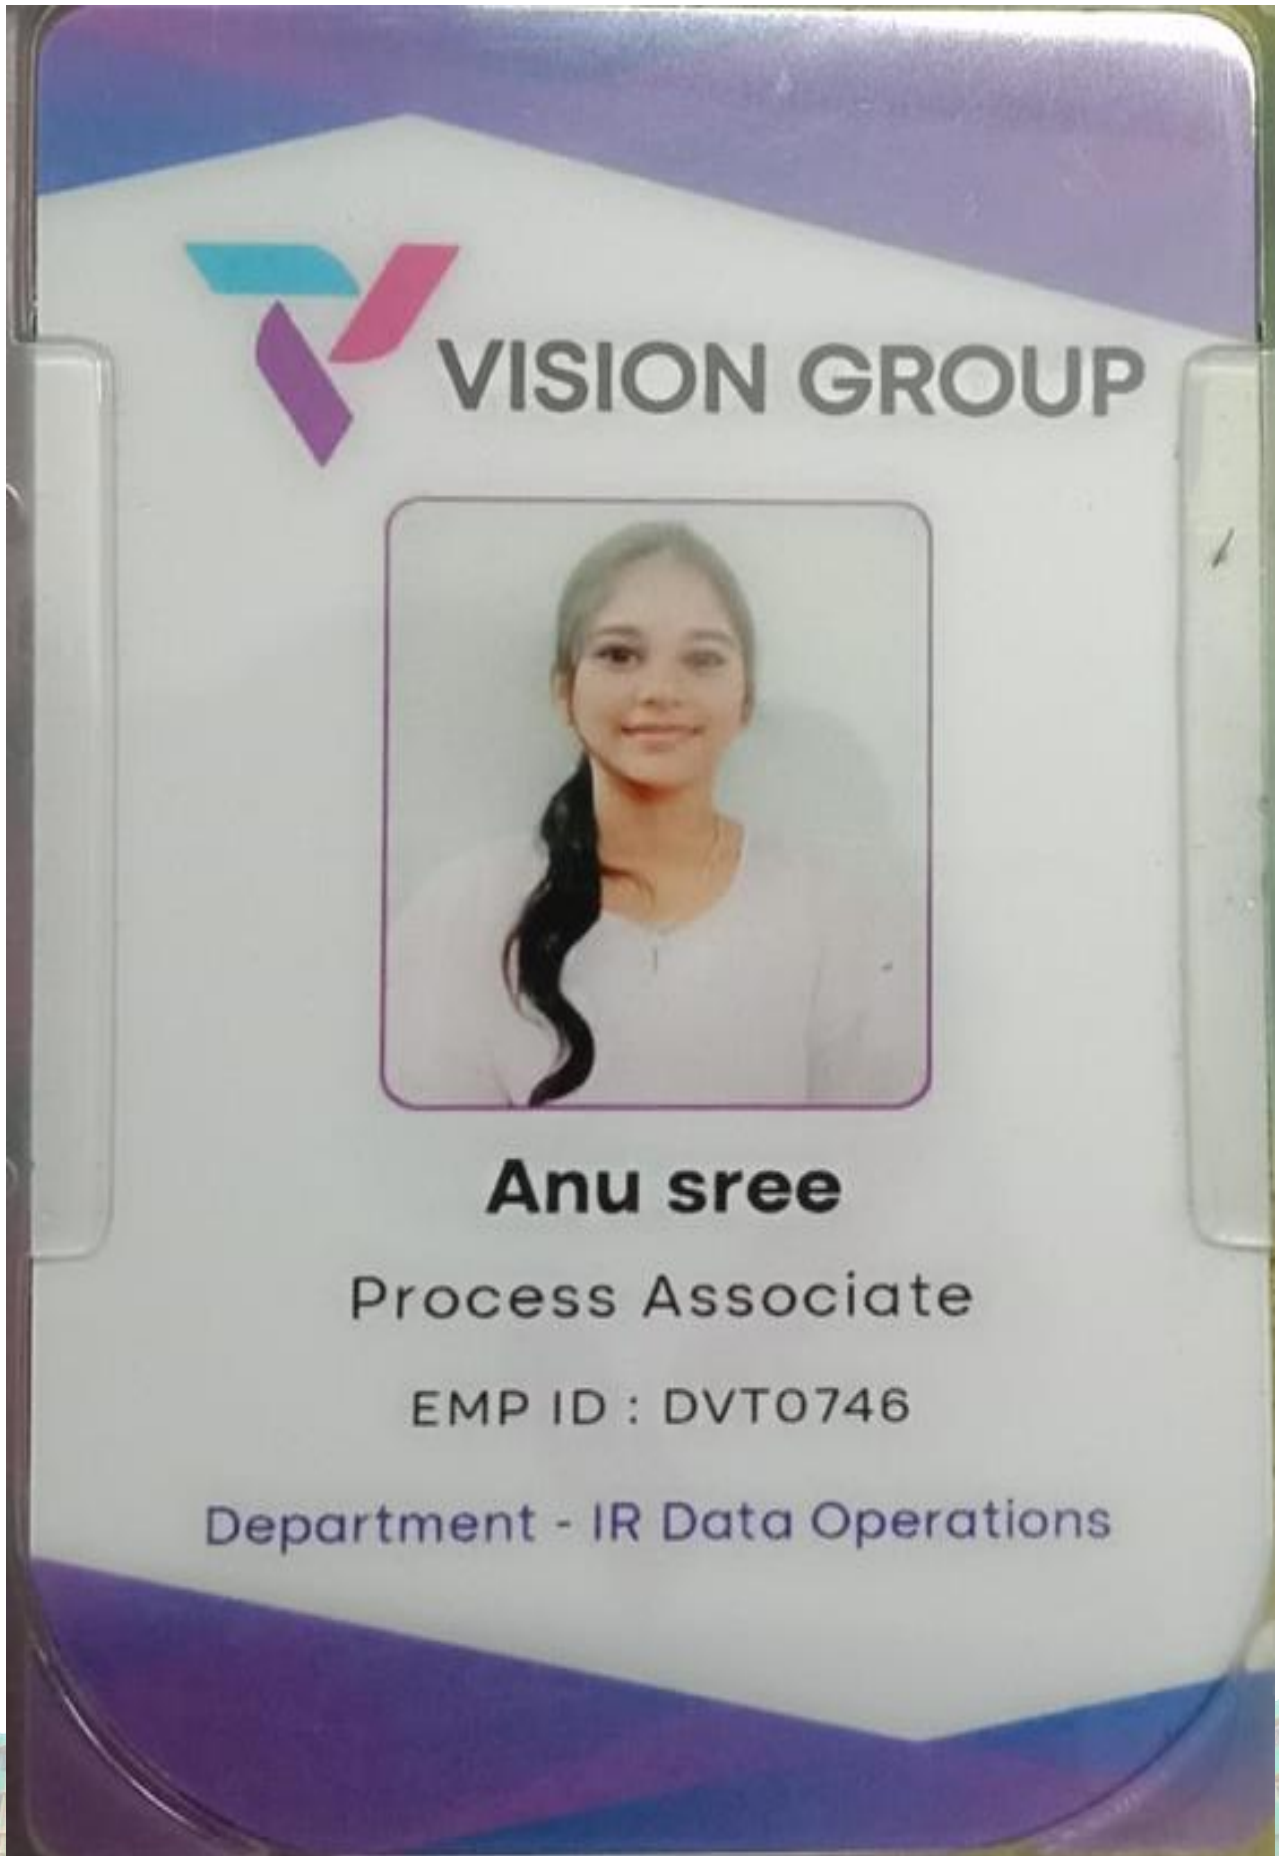 VISION GROUP
Anu sree
Process Associate
EMP ID : DVT0746
Department - IR Data Operations